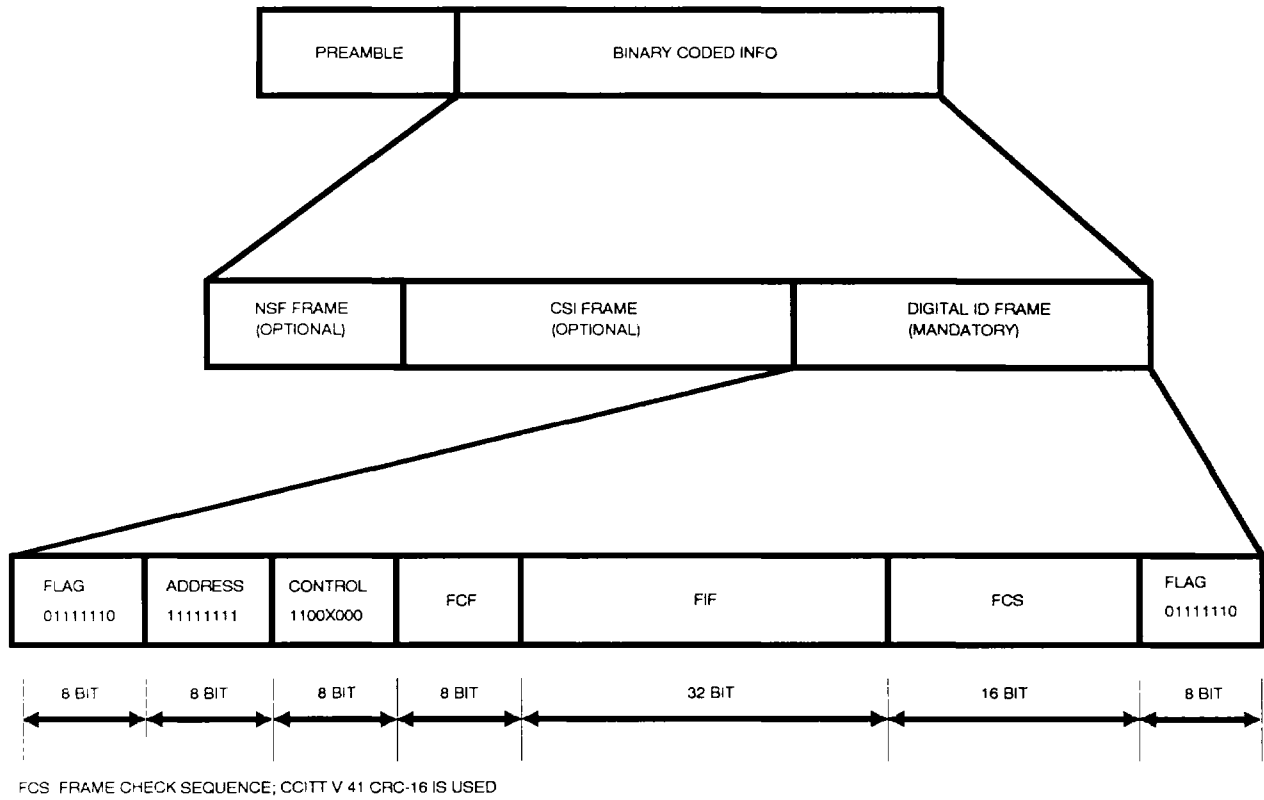 PREAMBLE
BINARY CODED INFO
NSF FRAME
(OPTIONAL)
CSI FRAME
(OPTIONAL)
DIGITAL ID FRAME
(MANDATORY)
FLAG
01111110
ADDRESS
11111111
CONTROL
1100X000
FCF
FIF
FCS
FLAG
01111110
8 BIT
8 BIT
8 BIT
8 BIT
32 BIT
16 BIT
8 BIT
FCS FRAME CHECK SEQUENCE; CCITT V 41 CRC-16 IS USED